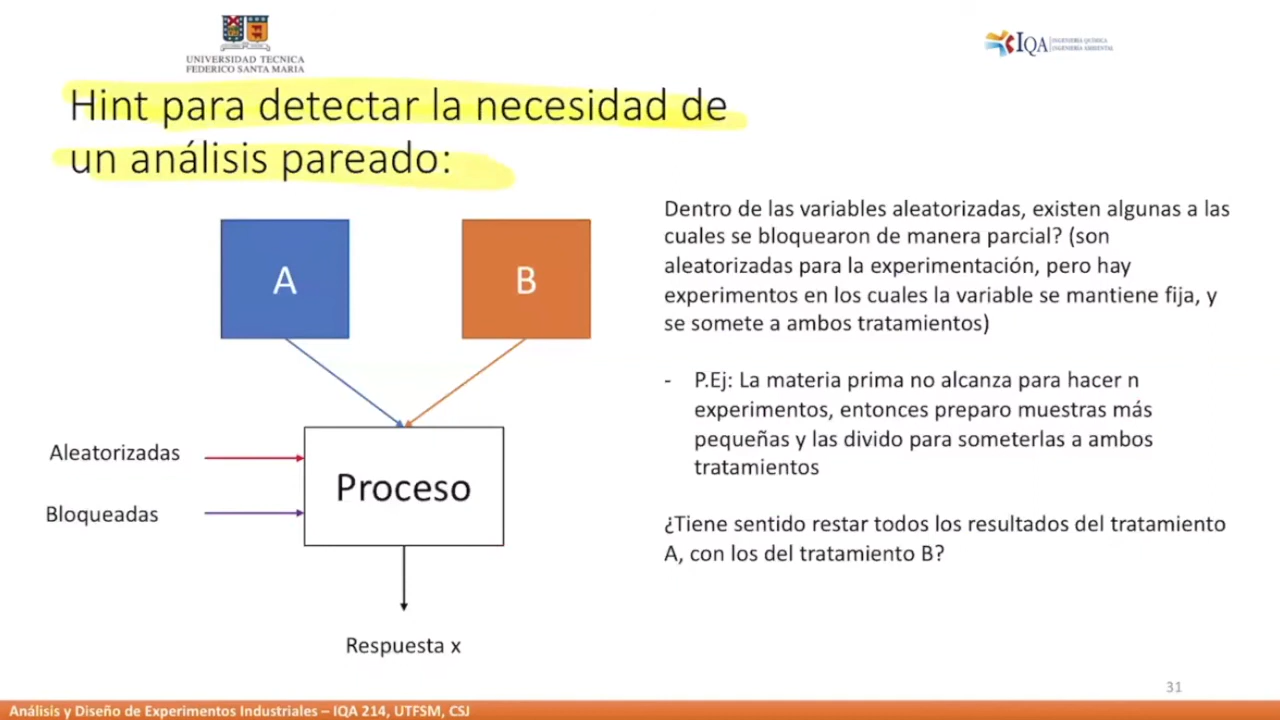 UNIVERSIDAD TECNICA
FEDERICO SANTA MARIA
IQA
INGENIERÍA QUÍMICA
INGENIERÍA AMBIENTAL
Hint para detectar la necesidad de
un análisis pareado:
A
B
Aleatorizadas
Bloqueadas
Proceso
Respuesta x
Dentro de las variables aleatorizadas, existen algunas a las
cuales se bloquearon de manera parcial? (son
aleatorizadas para la experimentación, pero hay
experimentos en los cuales la variable se mantiene fija, y
se somete a ambos tratamientos)
- P.Ej: La materia prima no alcanza para hacer n
experimentos, entonces preparo muestras más
pequeñas y las divido para someterlas a ambos
tratamientos
¿Tiene sentido restar todos los resultados del tratamiento
A, con los del tratamiento B?
31
Análisis y Diseño de Experimentos Industriales – IQA 214, UTFSM, CSJ